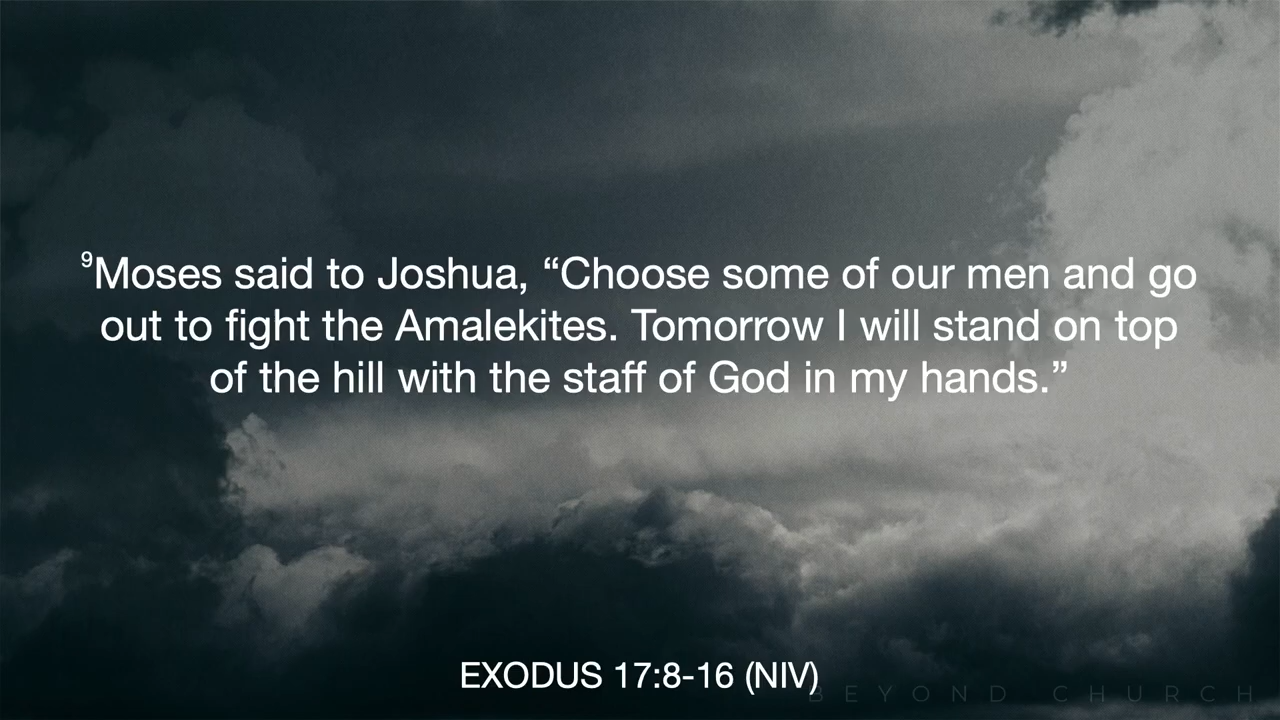 ⁹Moses said to Joshua, “Choose some of our men and go
out to fight the Amalekites. Tomorrow I will stand on top
of the hill with the staff of God in my hands.”
EXODUS 17:8-16 (NIV)
BEYOND CHURCH